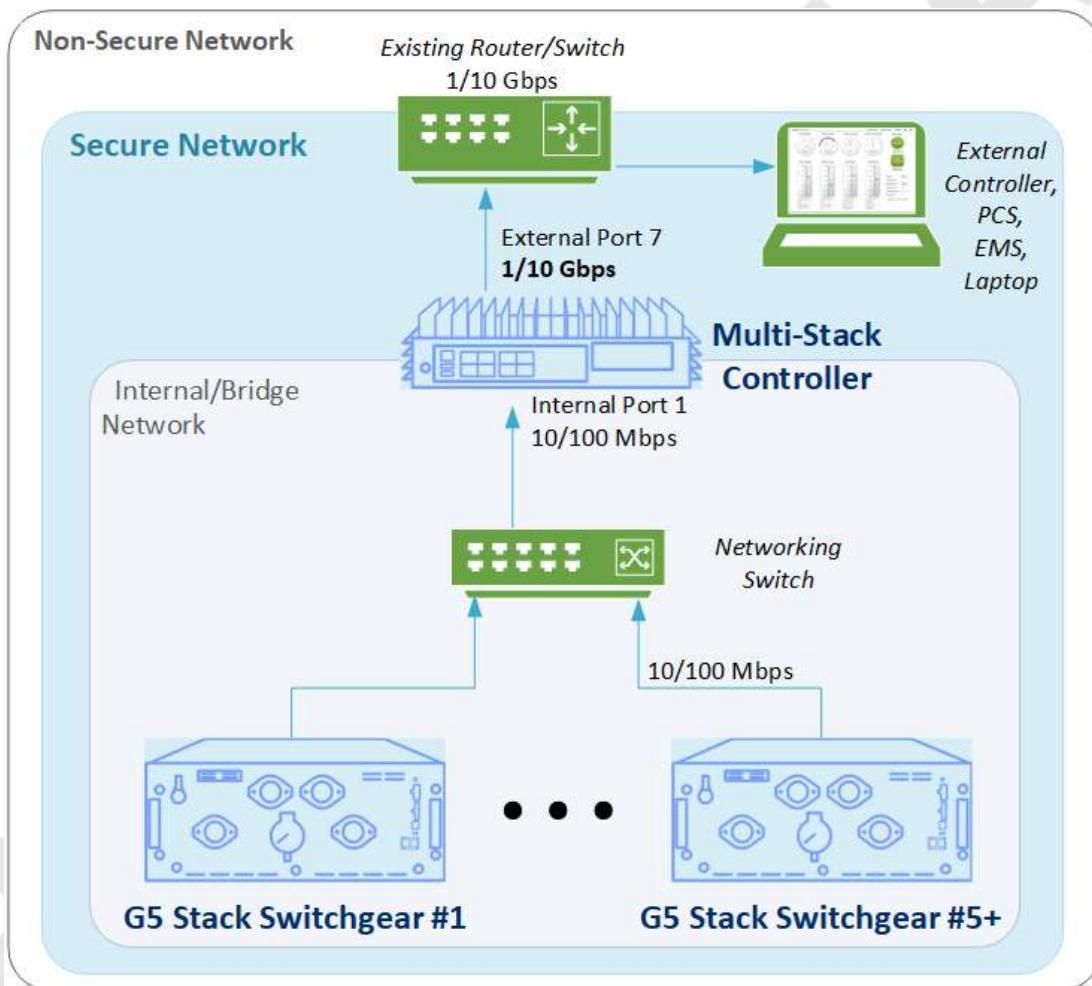 Non-Secure Network
Existing Router/Switch
1/10 Gbps
Secure Network
External
Controller,
PCS,
EMS,
Laptop
External Port 7
1/10 Gbps
Multi-Stack
Controller
Internal/Bridge
Network
Internal Port 1
10/100 Mbps
Networking
Switch
10/100 Mbps
G5 Stack Switchgear #1
G5 Stack Switchgear #5+